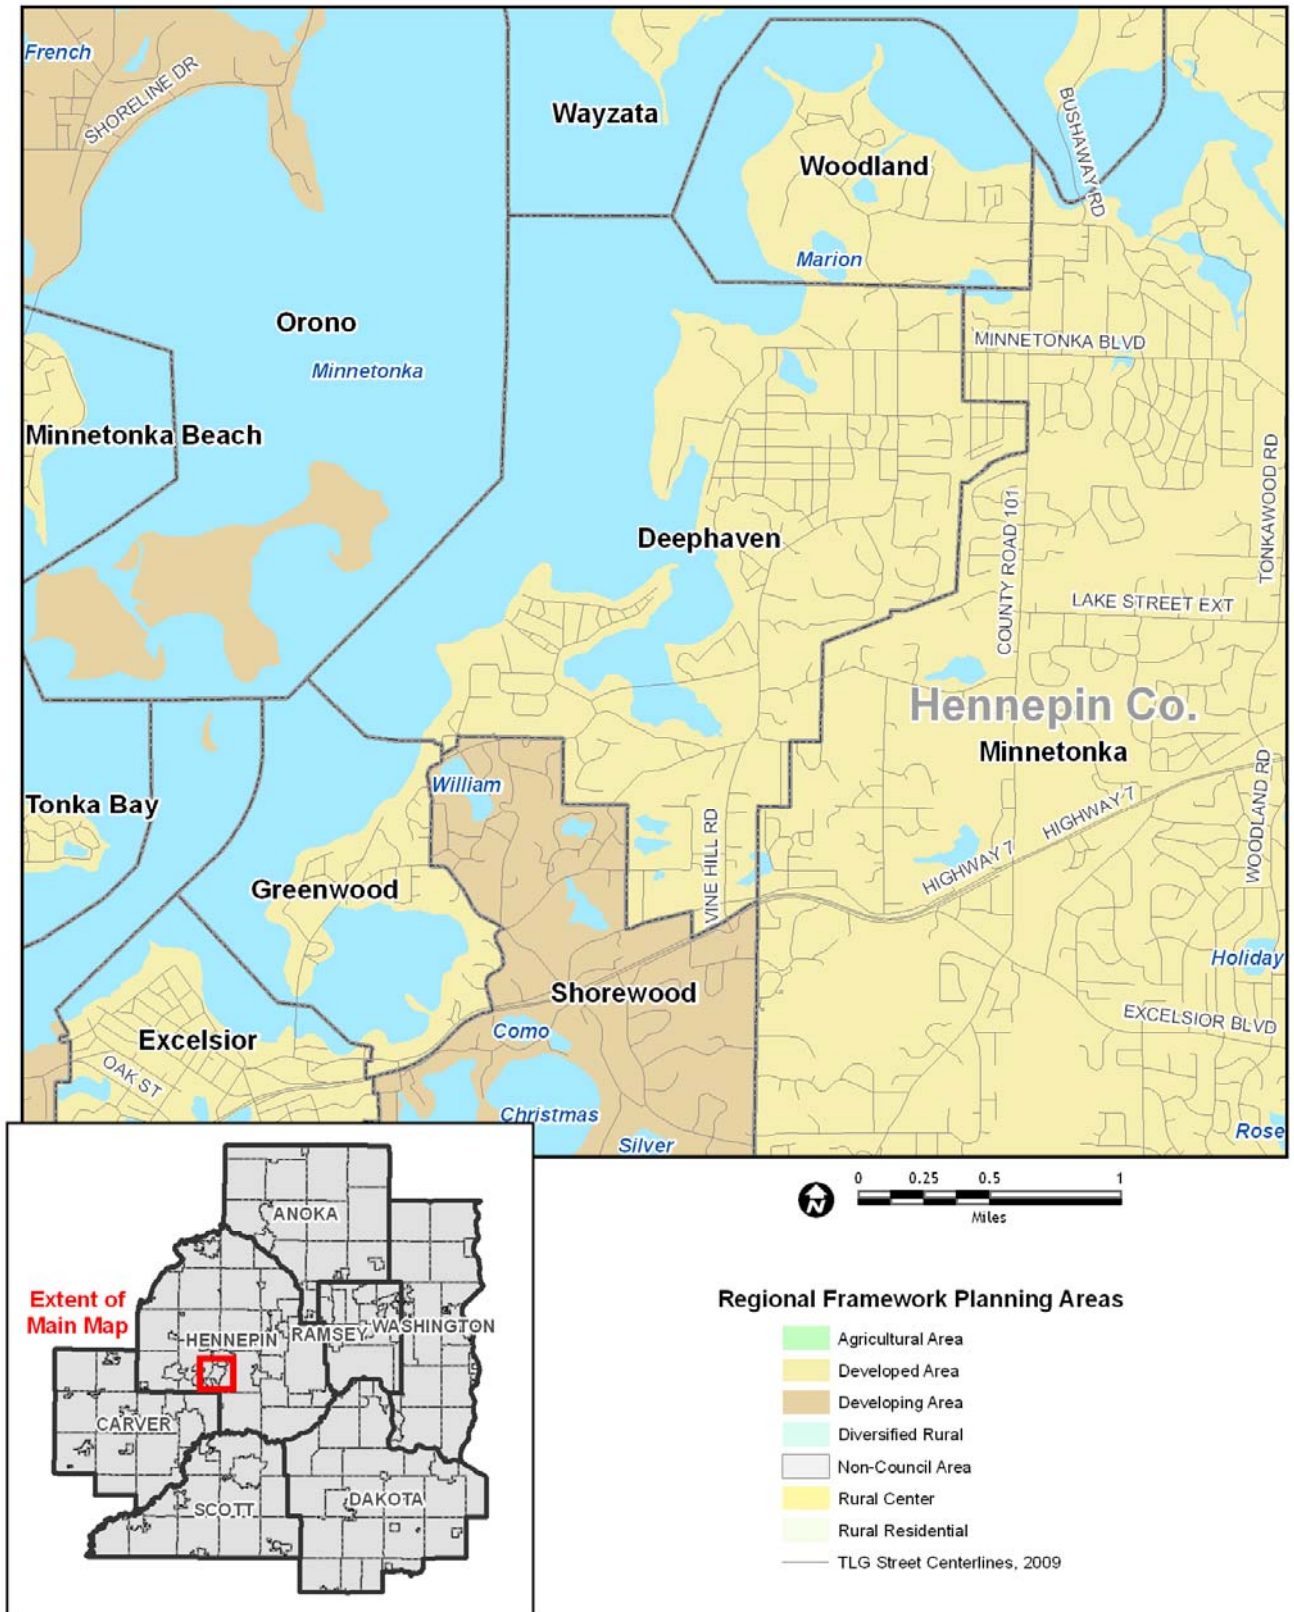 French
SHORELINE DR
Wayzata
BUSHAWAY RD
Woodland
Marion
Orono
Minnetonka
MINNETONKA BLVD
Minnetonka Beach
TONKAWOOD RD
Deephaven
COUNTY ROAD 101
LAKE STREET EXT
Hennepin Co.
Minnetonka
William
Tonka Bay
HIGHWAY 7
WOODLAND RD
VINE HILL RD
HIGHWAY 7
Greenwood
Holiday
Shorewood
EXCELSIOR BLVD
Como
Excelsior
OAK ST
Christmas
Silver
Rose
0 0.25 0.5 1
Miles
N
ANOKA
Extent of
Main Map
HENNEPIN
RAMSEY
WASHINGTON
CARVER
SCOTT
DAKOTA
Regional Framework Planning Areas
Agricultural Area
Developed Area
Developing Area
Diversified Rural
Non-Council Area
Rural Center
Rural Residential
TLG Street Centerlines, 2009